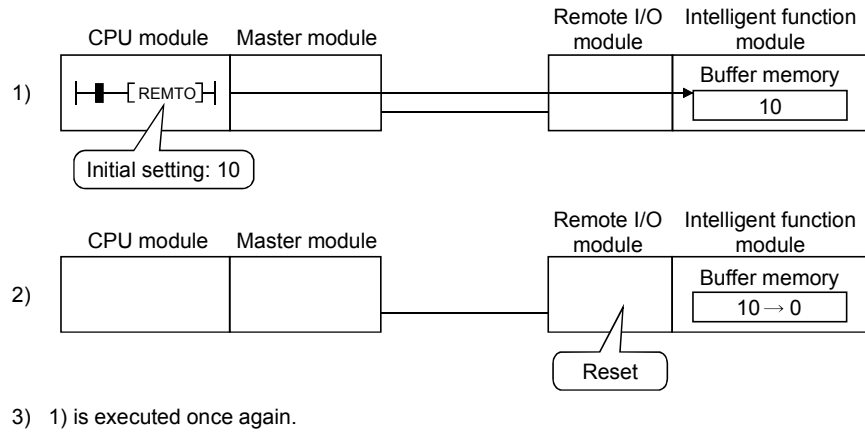 CPU module
Master module
Remote I/O
module
Intelligent function
module
1)
REMTO
Buffer memory
10
Initial setting: 10
CPU module
Master module
Remote I/O
module
Intelligent function
module
2)
Buffer memory
10 → 0
Reset
3) 1) is executed once again.